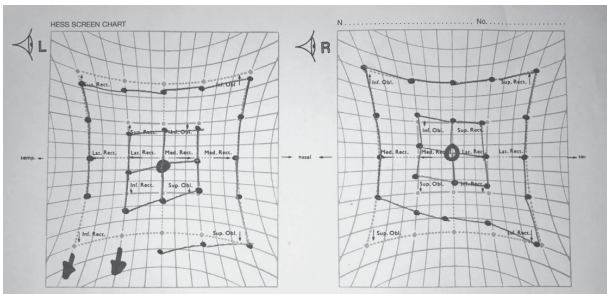 HESS SCREEN CHART
N. No.
L
R
Sup. Rect. Inf. Obl.
Inf. Obl. Sup. Rect.
Sup. Rect. Inf. Obl.
Inf. Obl. Sup. Rect.
temp. Lat. Rect. Lat. Rect. Med. Rect. Med. Rect. nasal Med. Rect. Med. Rect. Lat. Rect. Lat. Rect.
Inf. Rect. Sup. Obl.
Sup. Obl. Inf. Rect.
Inf. Rect. Sup. Obl.
Sup. Obl. Inf. Rect.